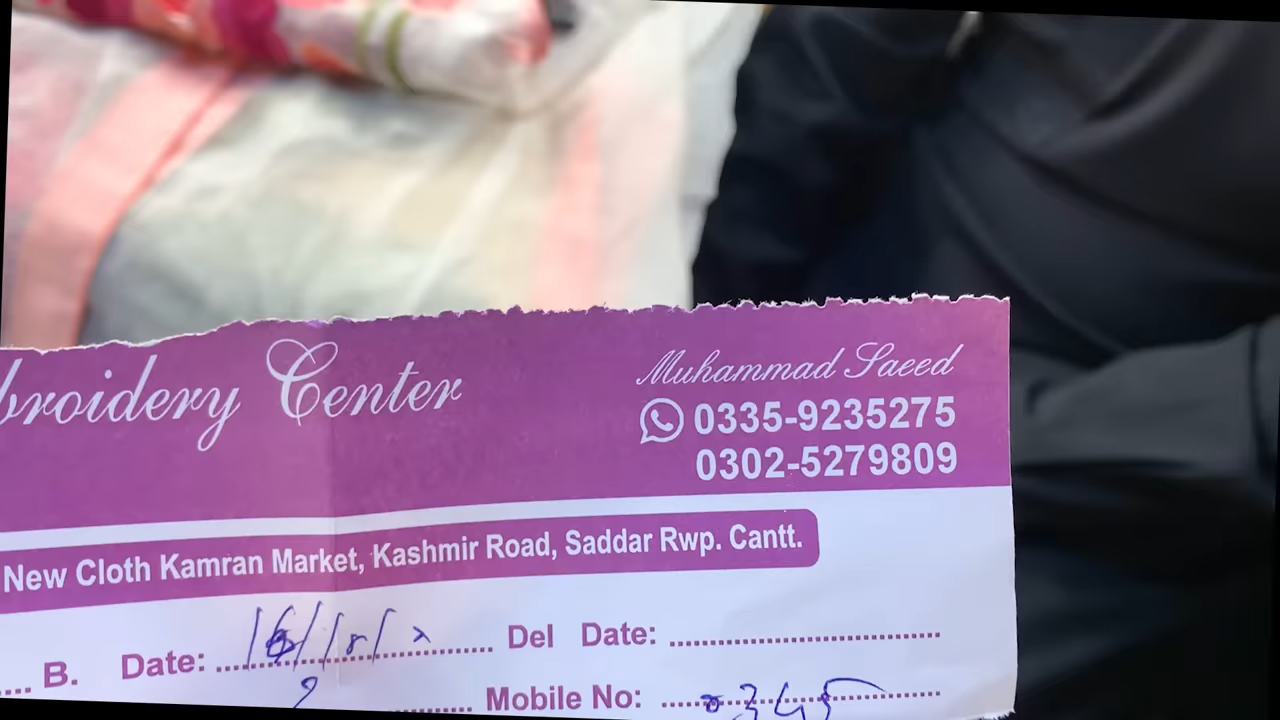 broidery Center
Muhammad Saeed
0335-9235275
0302-5279809
New Cloth Kamran Market, Kashmir Road, Saddar Rwp. Cantt.
B. Date: Del Date:
Mobile No: 0345